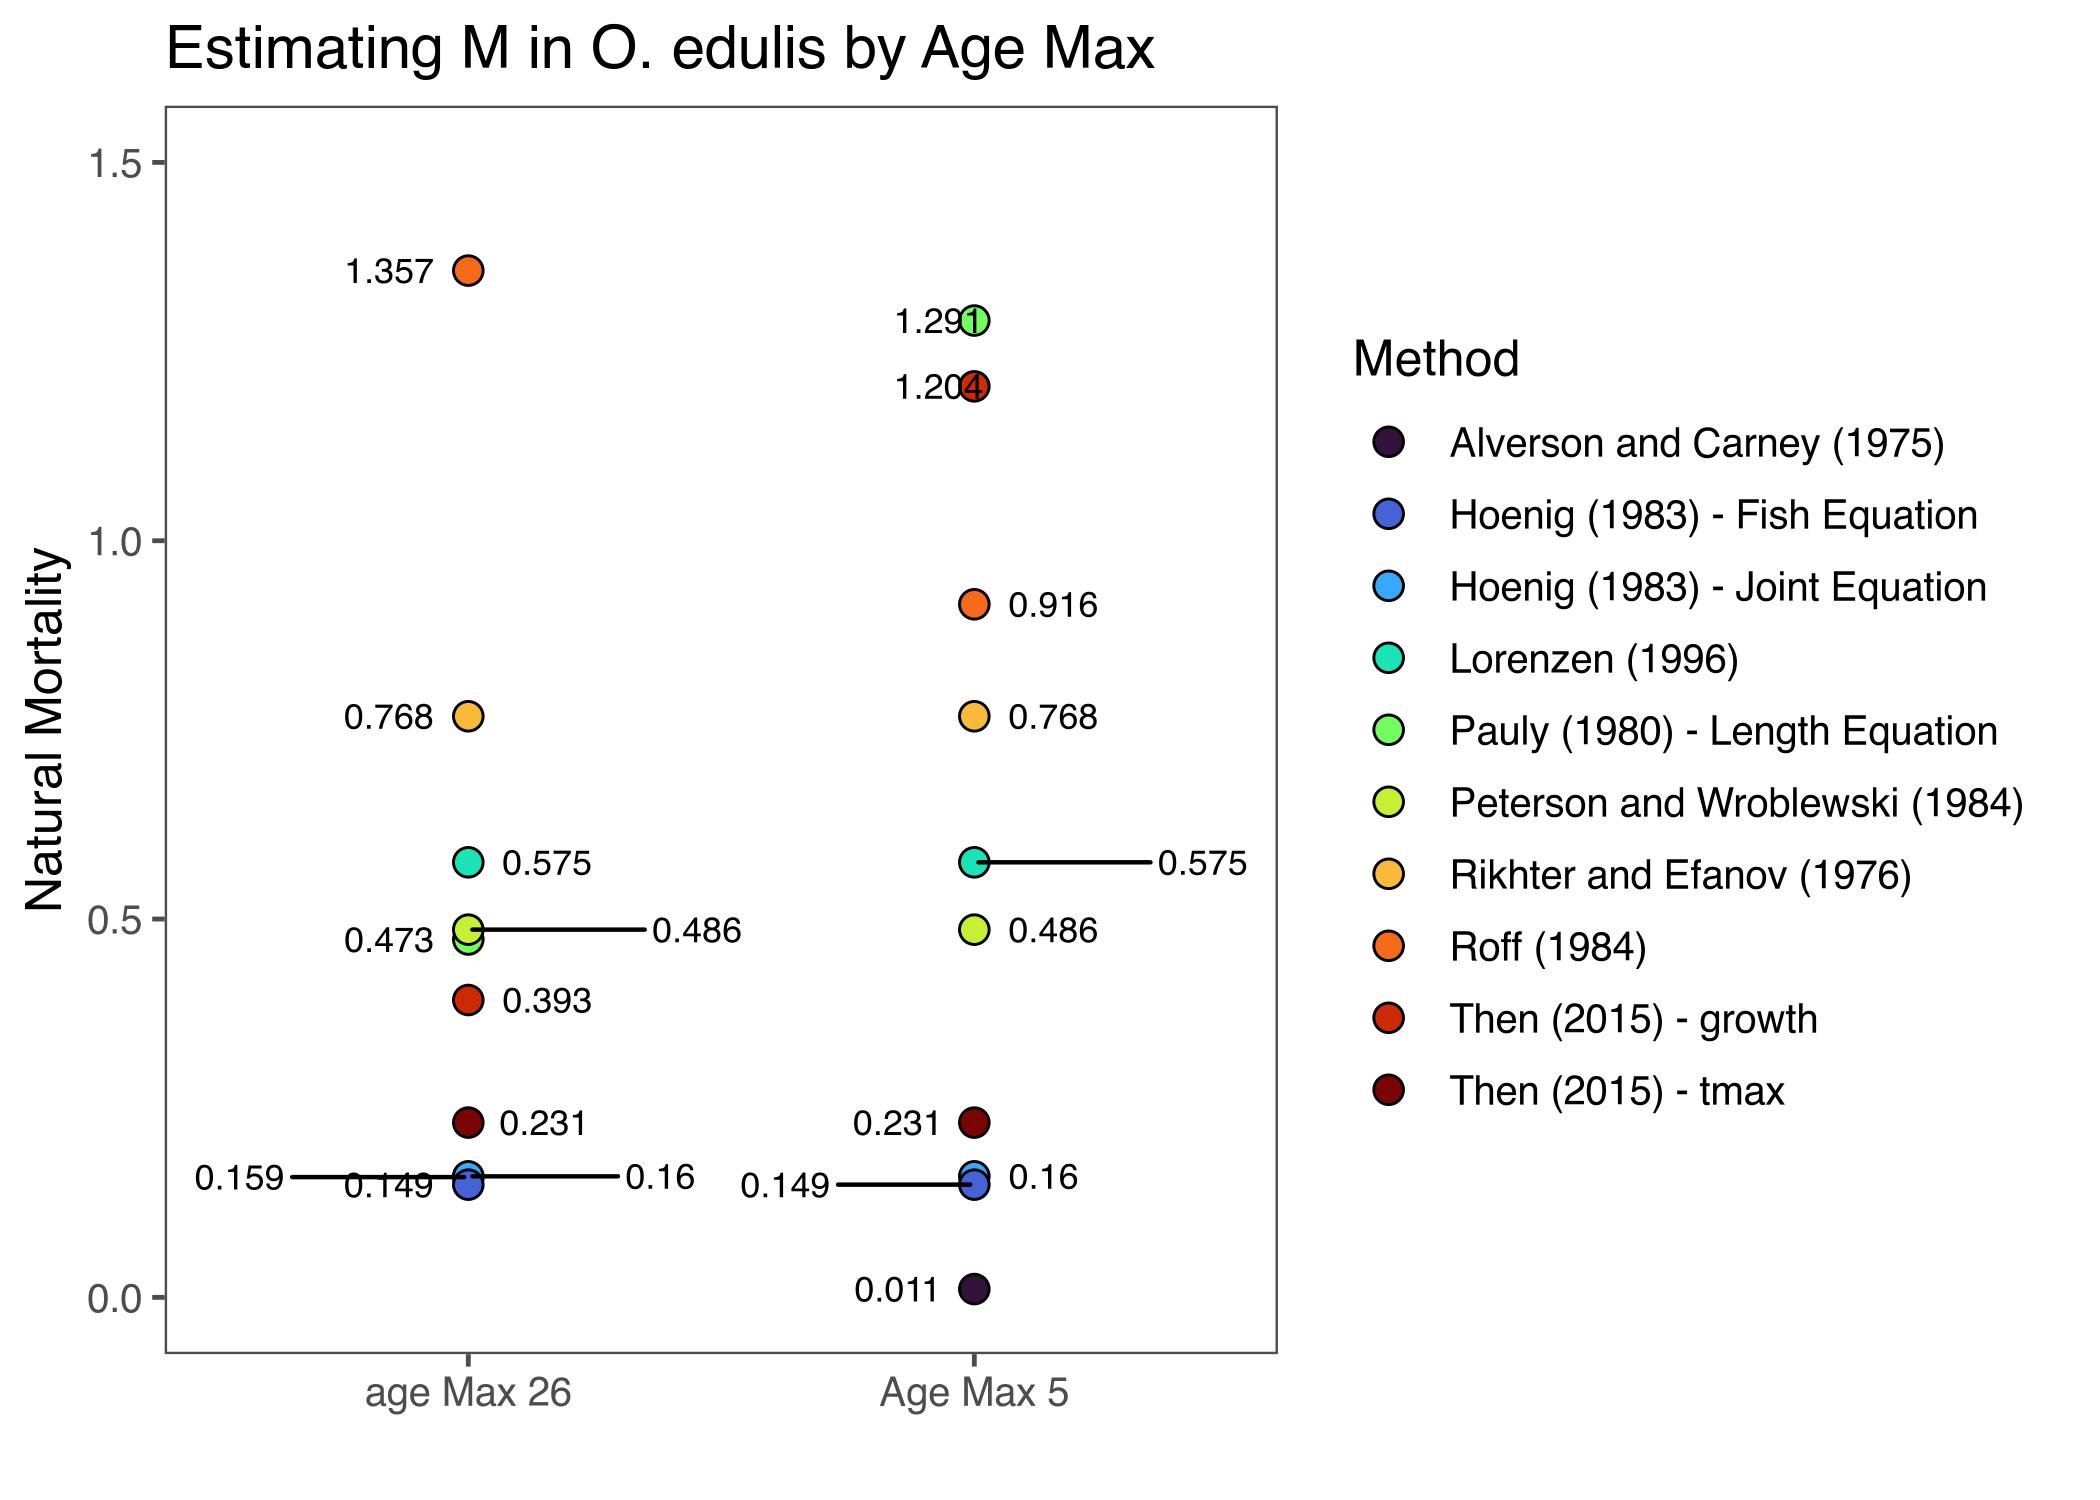 Estimating M in O. edulis by Age Max
Natural Mortality
1.5
1.0
0.5
0.0
1.357
1.291
1.204
0.916
0.768
0.768
0.575
0.575
0.486
0.486
0.473
0.393
0.231
0.231
0.159
0.149
0.16
0.149
0.16
0.011
age Max 26
Age Max 5
Method
Alverson and Carney (1975)
Hoenig (1983) - Fish Equation
Hoenig (1983) - Joint Equation
Lorenzen (1996)
Pauly (1980) - Length Equation
Peterson and Wroblewski (1984)
Rikhter and Efanov (1976)
Roff (1984)
Then (2015) - growth
Then (2015) - tmax